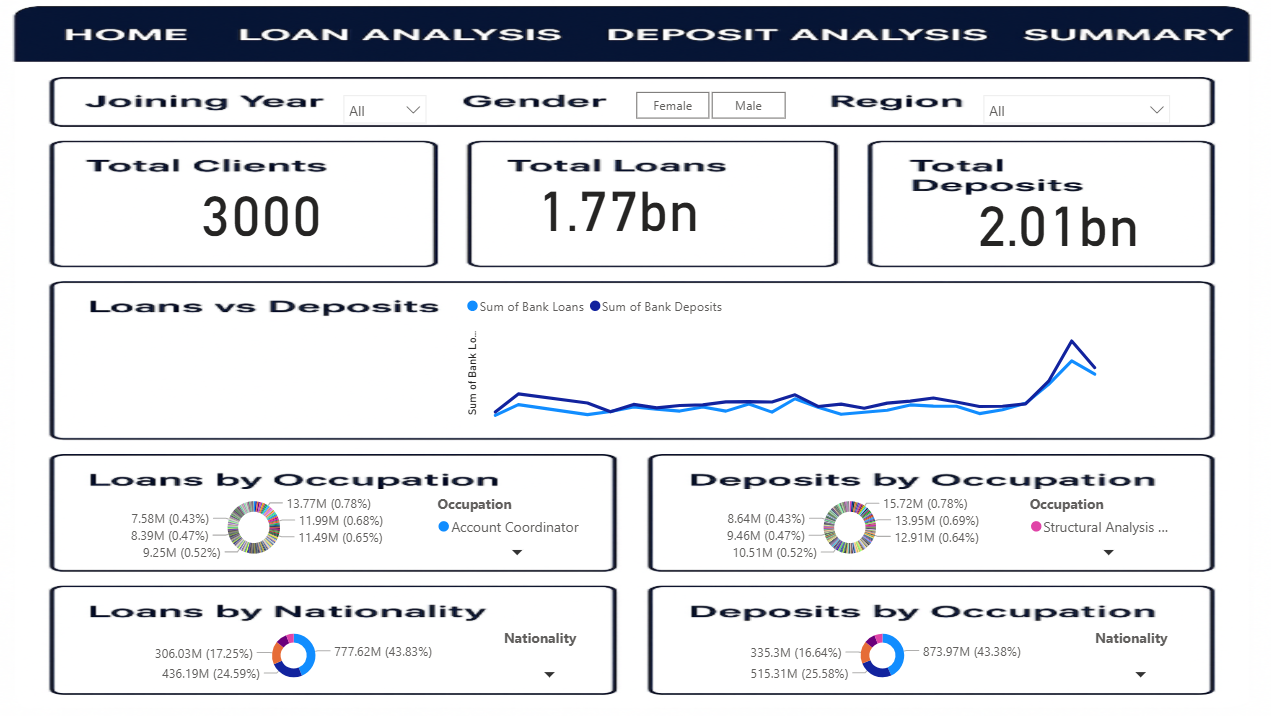 HOME LOAN ANALYSIS DEPOSIT ANALYSIS SUMMARY
Joining Year All Gender Female Male Region All
Total Clients
3000
Total Loans
1.77bn
Total
Deposits
2.01bn
Loans vs Deposits
Sum of Bank Loans Sum of Bank Deposits
Sum of Bank Lo...
Loans by Occupation
13.77M (0.78%)
11.99M (0.68%)
11.49M (0.65%)
7.58M (0.43%)
8.39M (0.47%)
9.25M (0.52%)
Occupation
Account Coordinator
Deposits by Occupation
15.72M (0.78%)
13.95M (0.69%)
12.91M (0.64%)
8.64M (0.43%)
9.46M (0.47%)
10.51M (0.52%)
Occupation
Structural Analysis ...
Loans by Nationality
306.03M (17.25%)
436.19M (24.59%)
777.62M (43.83%)
Nationality
Deposits by Occupation
335.3M (16.64%)
515.31M (25.58%)
873.97M (43.38%)
Nationality